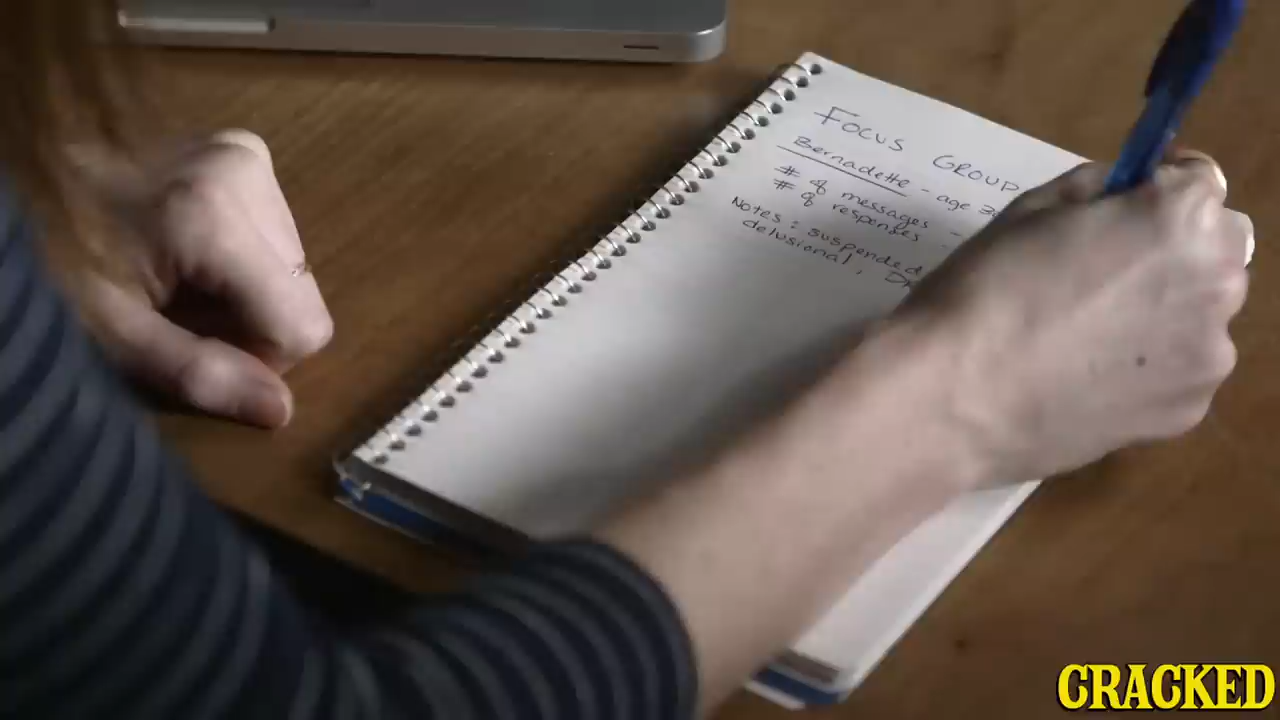 FOCUS GROUP
Bernadette - age
# of messages -
# of responses -
Notes: suspended
delusional,
CRACKED